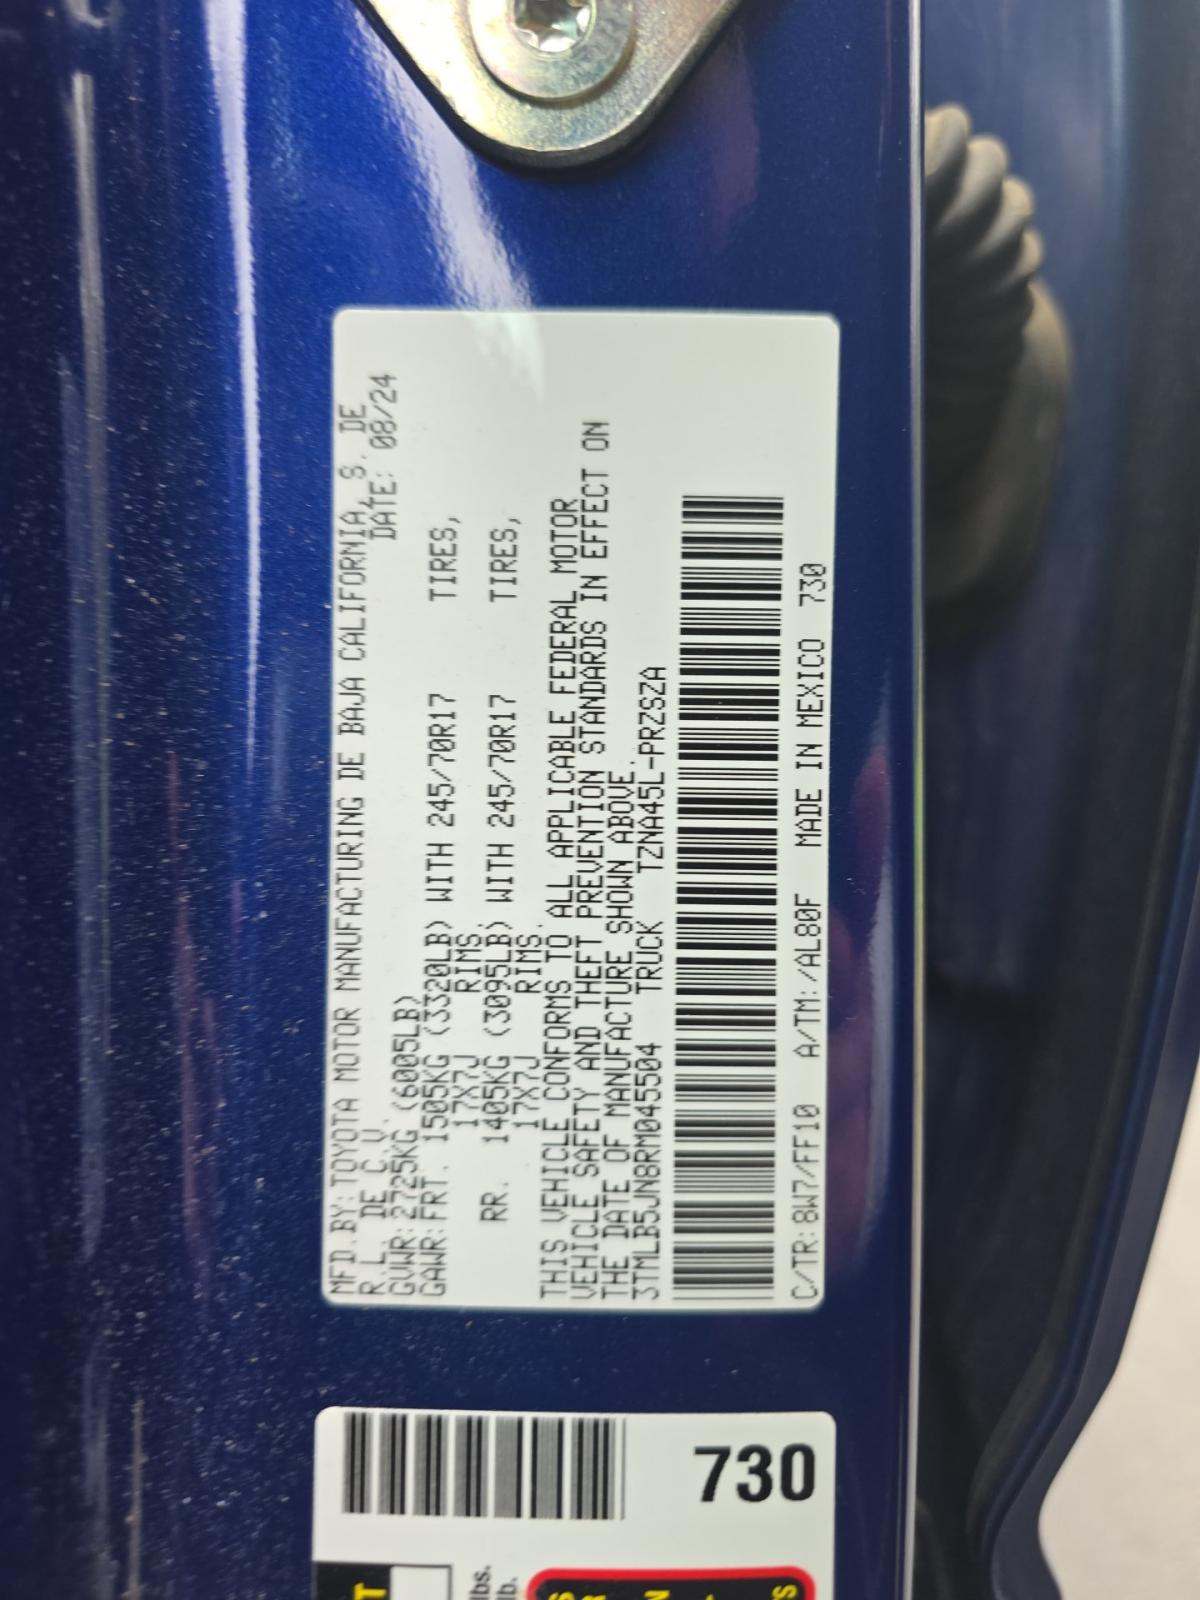 MFD.BY:TOYOTA MOTOR MANUFACTURING DE BAJA CALIFORNIA, S. DE
R.L. DE C.V. DATE: 08/24
GVWR:2725KG (6005LB)
GAWR:FRT. 1505KG (3320LB) WITH 245/70R17 TIRES,
17X7J RIMS.
RR. 1405KG (3095LB) WITH 245/70R17 TIRES,
17X7J RIMS.
THIS VEHICLE CONFORMS TO ALL APPLICABLE FEDERAL MOTOR
VEHICLE SAFETY AND THEFT PREVENTION STANDARDS IN EFFECT ON
THE DATE OF MANUFACTURE SHOWN ABOVE.
3TMLB5JN8RM045504 TRUCK TZNA45L-PRZSZA
C/TR:8W7/FF10 A/TM:/AL80F MADE IN MEXICO 730
730
lbs.
lb.